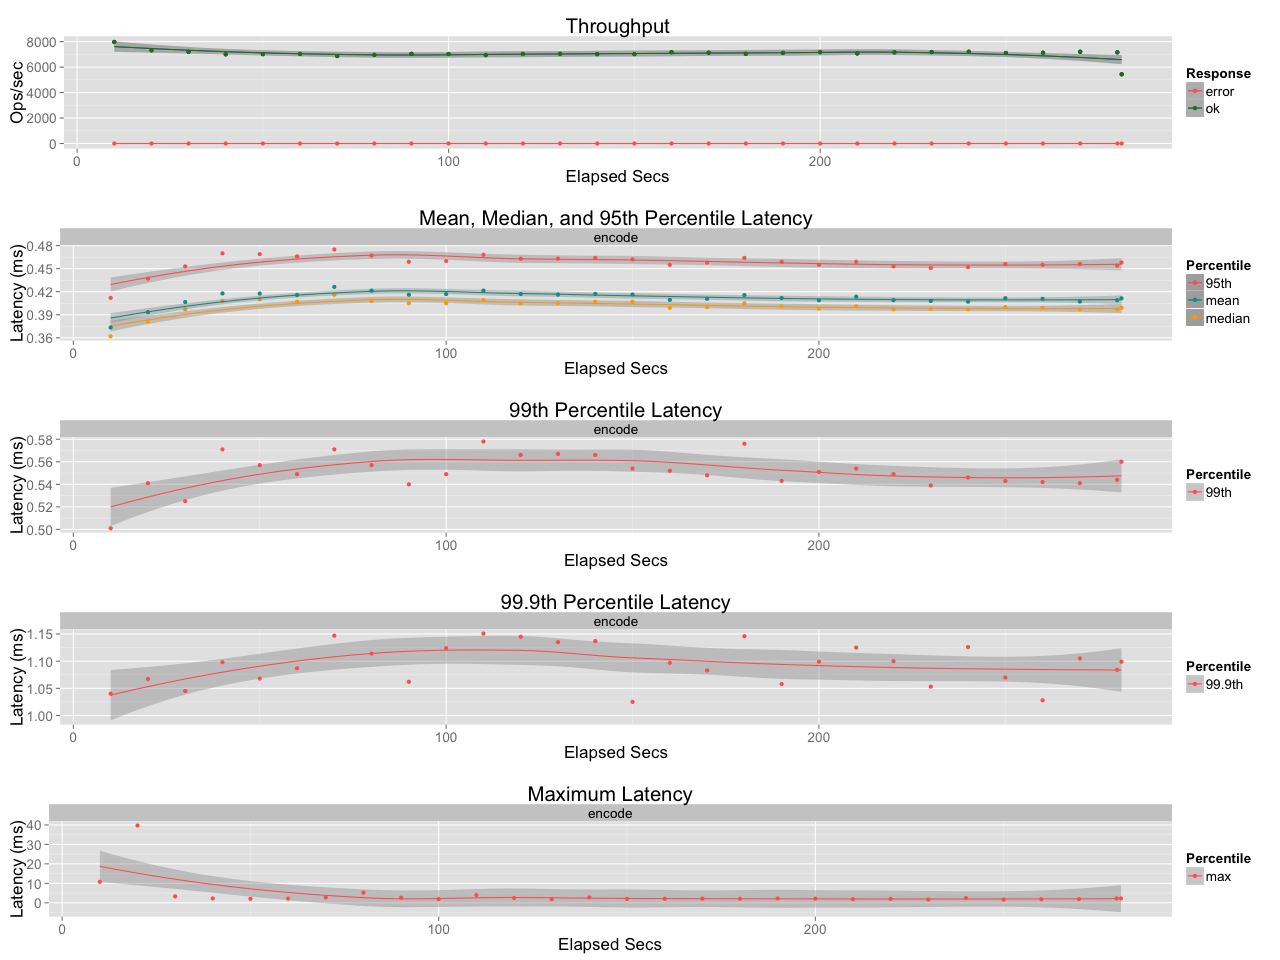 Throughput
8000
6000
4000
2000
0
Ops/sec
0 100 200
Elapsed Secs
Response
error
ok
Mean, Median, and 95th Percentile Latency
encode
0.48
0.45
0.42
0.39
0.36
Latency (ms)
0 100 200
Elapsed Secs
Percentile
95th
mean
median
99th Percentile Latency
encode
0.58
0.56
0.54
0.52
0.50
Latency (ms)
0 100 200
Elapsed Secs
Percentile
99th
99.9th Percentile Latency
encode
1.15
1.10
1.05
1.00
Latency (ms)
0 100 200
Elapsed Secs
Percentile
99.9th
Maximum Latency
encode
40
30
20
10
0
Latency (ms)
0 100 200
Elapsed Secs
Percentile
max